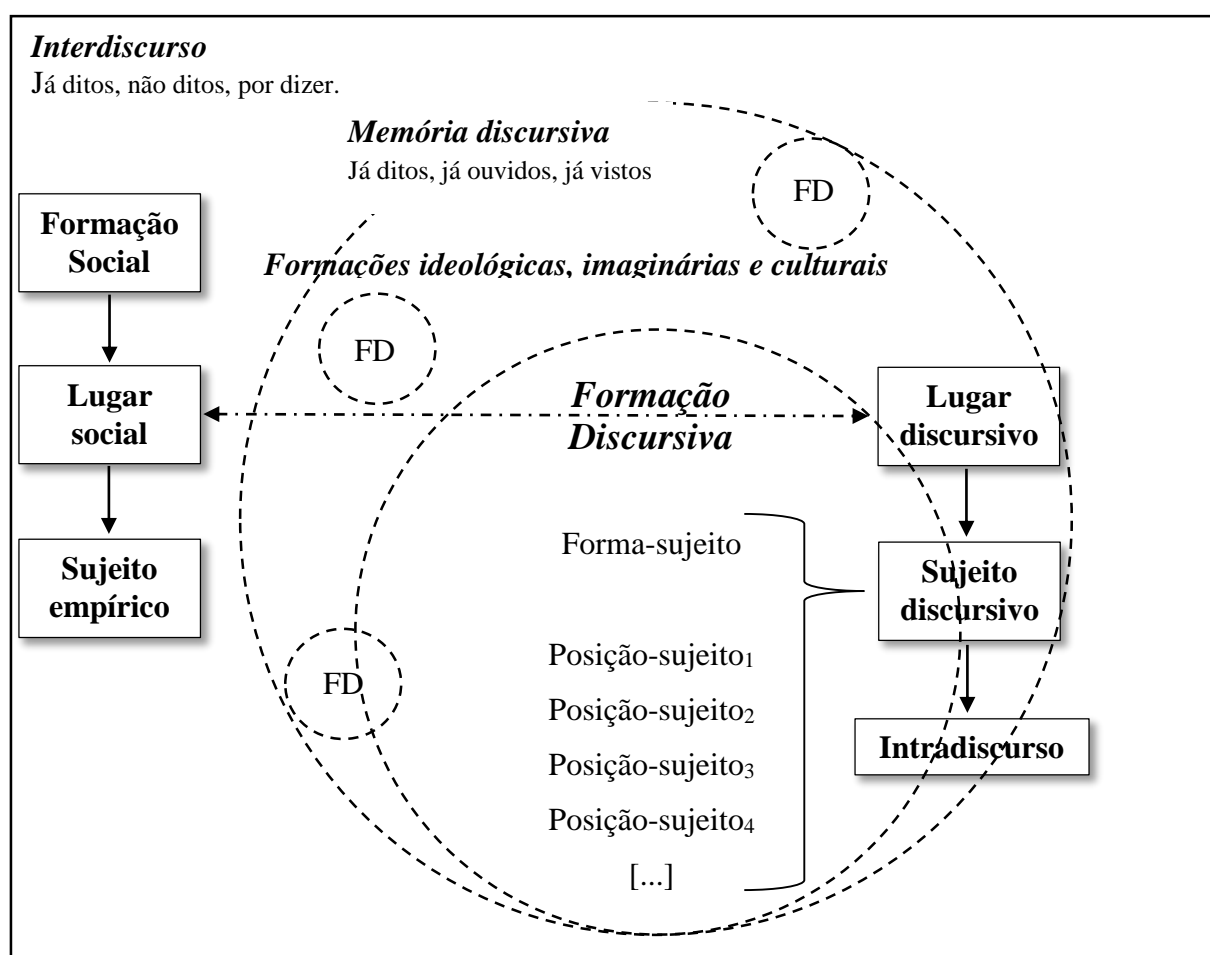 Interdiscurso
Já ditos, não ditos, por dizer.
Memória discursiva
Já ditos, já ouvidos, já vistos
FD
Formação
Social
Formações ideológicas, imaginárias e culturais
FD
Lugar
social
Formação
Discursiva
Lugar
discursivo
Sujeito
empírico
Forma-sujeito
Sujeito
discursivo
FD
Posição-sujeito1
Posição-sujeito2
Posição-sujeito3
Posição-sujeito4
[...]
Intradiscurso